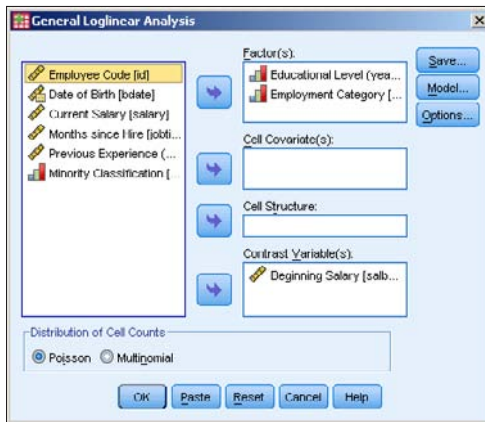 General Loglinear Analysis
Employee Code [id]
Date of Birth [bdate]
Current Salary [salary]
Months since Hire [jobti...
Previous Experience (...
Minority Classification [...
Factor(s):
Educational Level (yea...
Employment Category [...
Cell Covariate(s):
Cell Structure:
Contrast Variable(s):
Beginning Salary [salb...
Save...
Model...
Options...
Distribution of Cell Counts
Poisson
Multinomial
OK
Paste
Reset
Cancel
Help